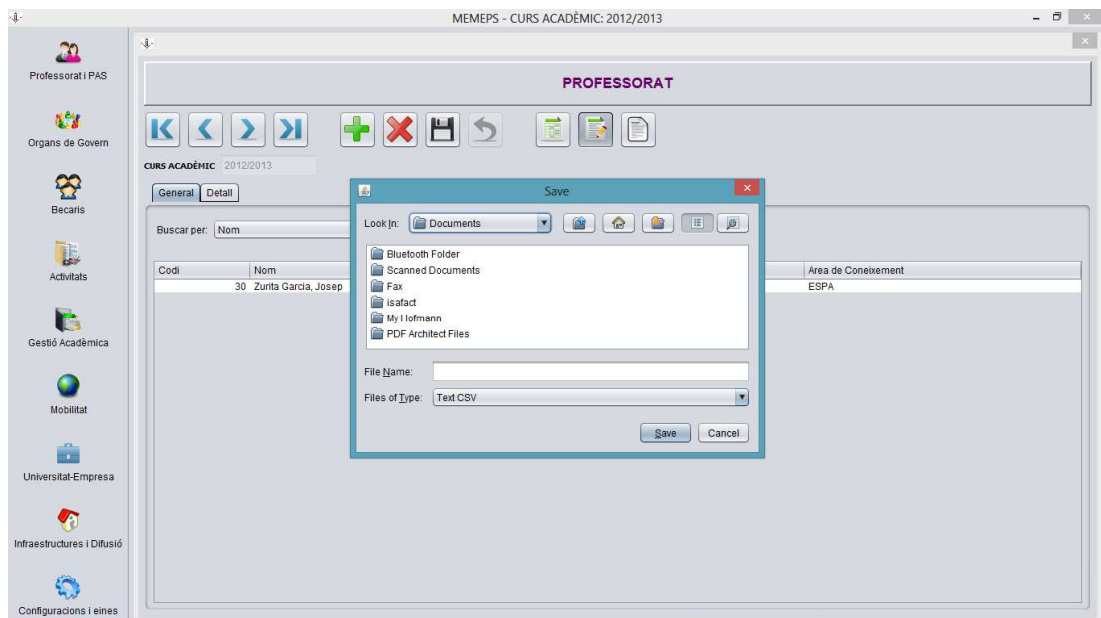 MEMEPS - CURS ACADÈMIC: 2012/2013
Professorat i PAS
Organs de Govern
Becaris
Activitats
Gestió Acadèmica
Mobilitat
Universitat-Empresa
Infraestructures i Difusió
Configuracions i eines
PROFESSORAT
CURS ACADÈMIC 2012/2013
General Detall
Buscar per: Nom
Codi Nom Area de Coneixement
30 Zurita Garcia, Josep ESPA
Save
Look In: Documents
Bluetooth Folder
Scanned Documents
Fax
isafact
My Hofmann
PDF Architect Files
File Name:
Files of Type: Text CSV
Save Cancel